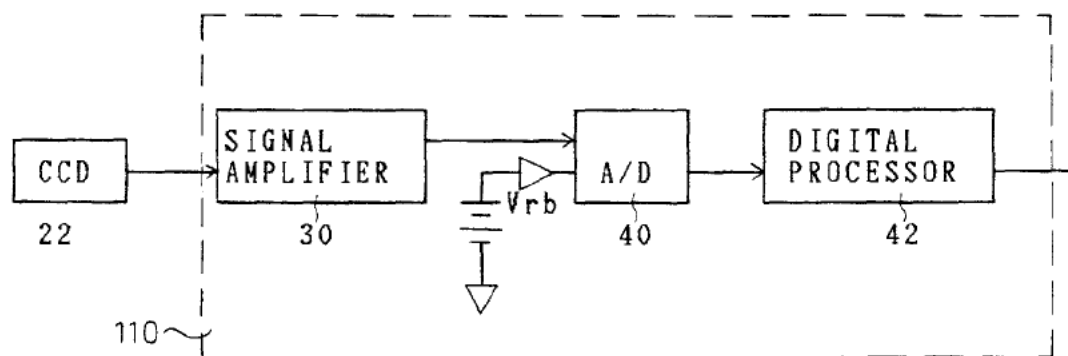 CCD
22
SIGNAL
AMPLIFIER
30
Vrb
A/D
40
DIGITAL
PROCESSOR
42
110